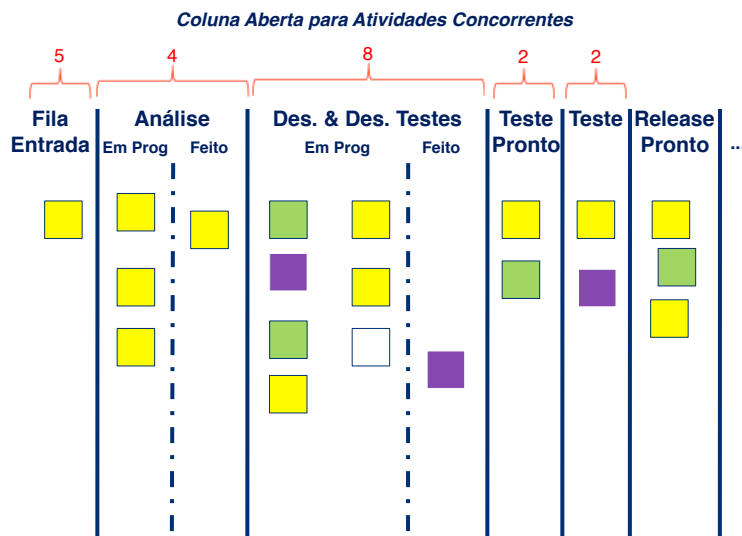 Coluna Aberta para Atividades Concorrentes
5 4 8 2 2
Fila Análise Des. & Des. Testes Teste Teste Release
Entrada Em Prog Feito Em Prog Feito Pronto Pronto ...